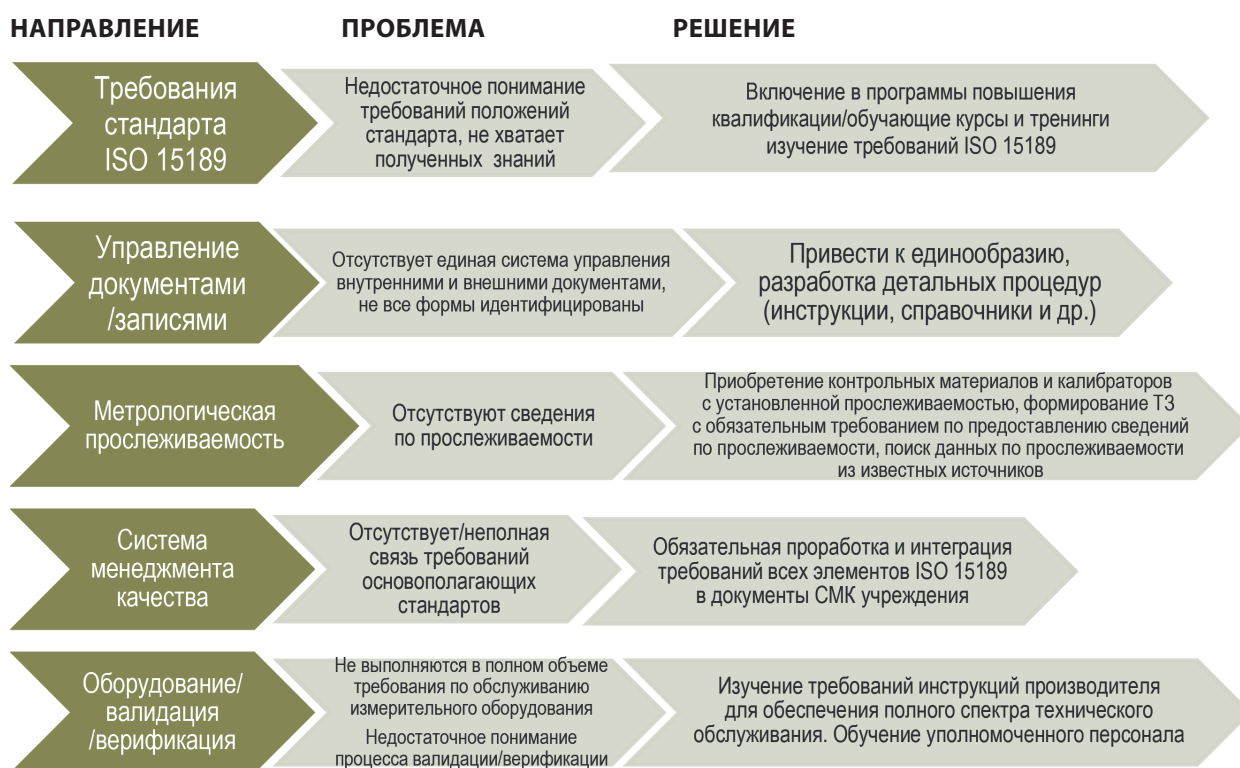 НАПРАВЛЕНИЕ
ПРОБЛЕМА
РЕШЕНИЕ
Требования
стандарта
ISO 15189
Недостаточное понимание
требований положений
стандарта, не хватает
полученных знаний
Включение в программы повышения
квалификации/обучающие курсы и тренинги
изучение требований ISO 15189
Управление
документами
/записями
Отсутствует единая система управления
внутренними и внешними документами,
не все формы идентифицированы
Привести к единообразию,
разработка детальных процедур
(инструкции, справочники и др.)
Метрологическая
прослеживаемость
Отсутствуют сведения
по прослеживаемости
Приобретение контрольных материалов и калибраторов
с установленной прослеживаемостью, формирование ТЗ
с обязательным требованием по предоставлению сведений
по прослеживаемости, поиск данных по прослеживаемости
из известных источников
Система
менеджмента
качества
Отсутствует/неполная
связь требований
основополагающих
стандартов
Обязательная проработка и интеграция
требований всех элементов ISO 15189
в документы СМК учреждения
Оборудование/
валидация
/верификация
Не выполняются в полном объеме
требования по обслуживанию
измерительного оборудования
Недостаточное понимание
процесса валидации/верификации
Изучение требований инструкций производителя
для обеспечения полного спектра технического
обслуживания. Обучение уполномоченного персонала